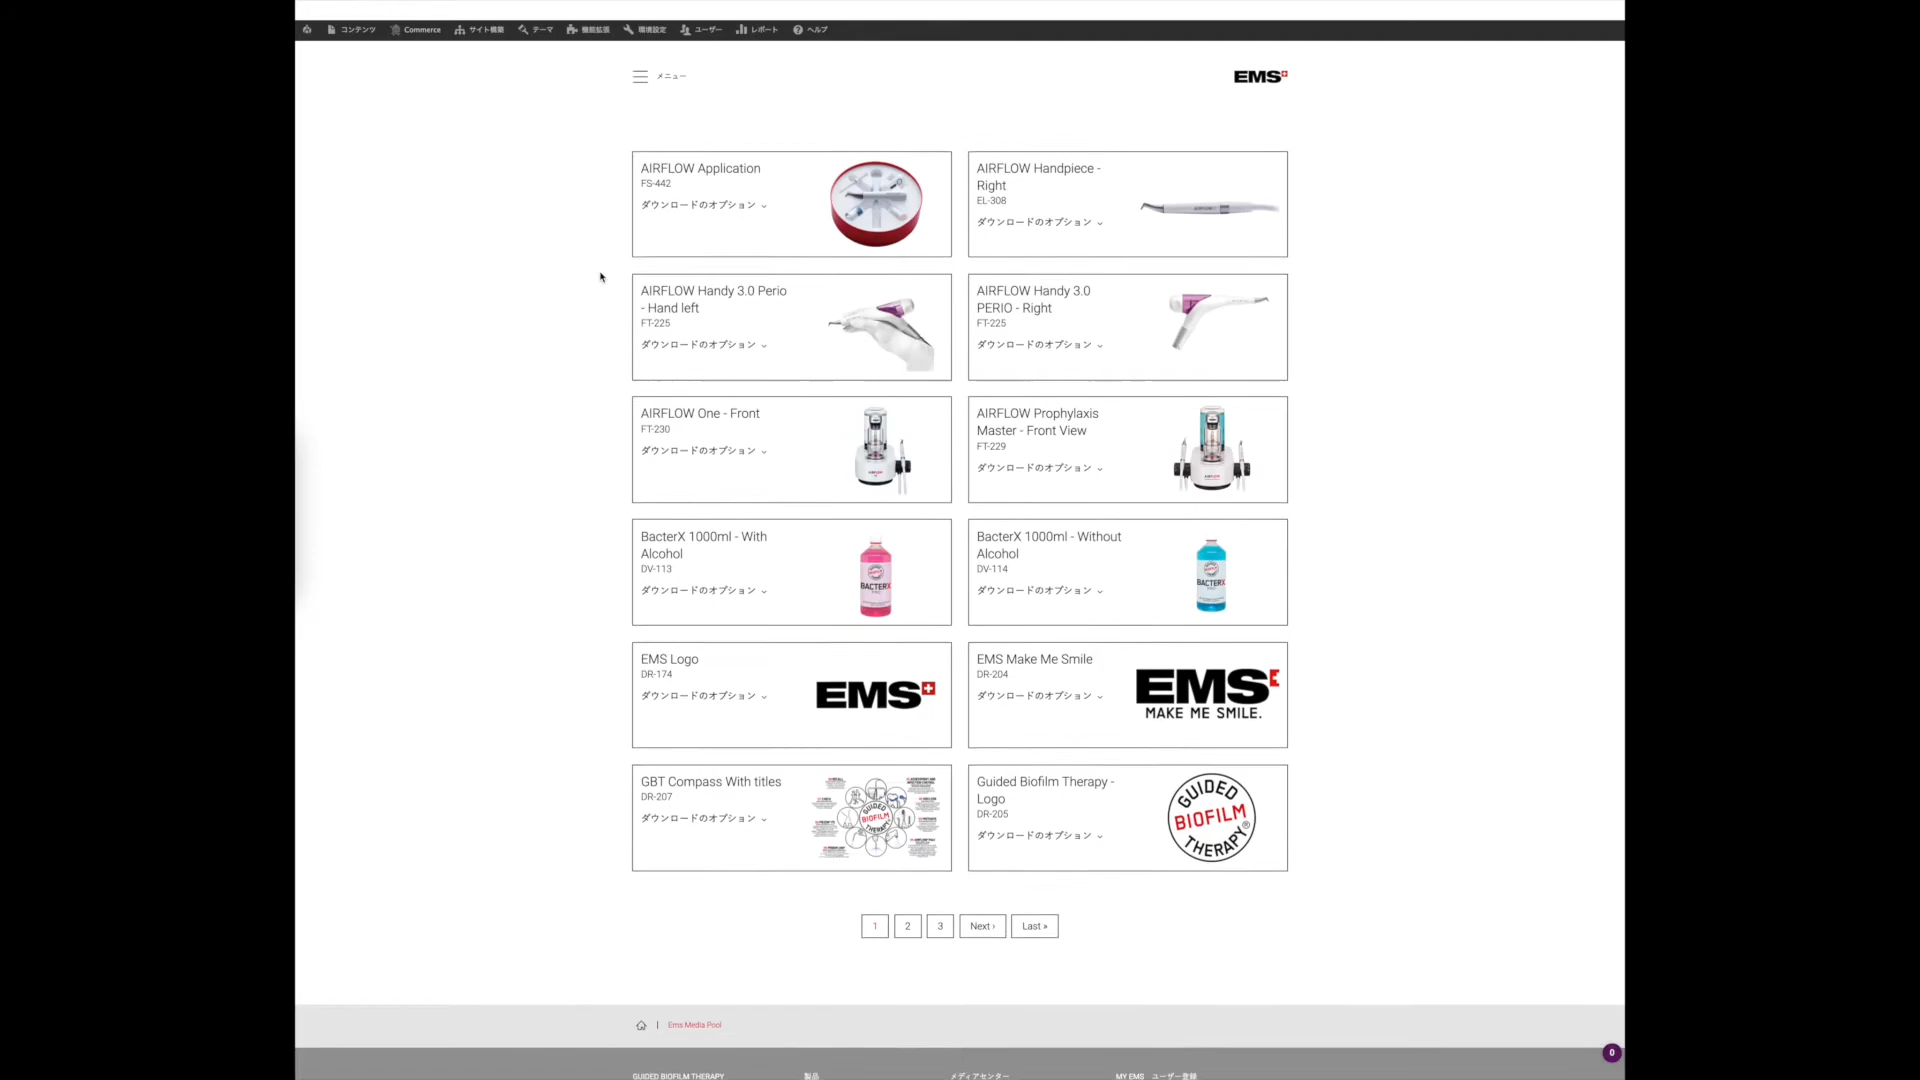 コンテンツ Commerce サイト構築 テーマ 機能拡張 環境設定 ユーザー レポート ヘルプ
メニュー
EMS
AIRFLOW Application
FS-442
ダウンロードのオプション
AIRFLOW Handpiece -
Right
EL-308
ダウンロードのオプション
AIRFLOW Handy 3.0 Perio
- Hand left
FT-225
ダウンロードのオプション
AIRFLOW Handy 3.0
PERIO - Right
FT-225
ダウンロードのオプション
AIRFLOW One - Front
FT-230
ダウンロードのオプション
AIRFLOW Prophylaxis
Master - Front View
FT-229
ダウンロードのオプション
BacterX 1000ml - With
Alcohol
DV-113
ダウンロードのオプション
BACTERX
PRO
BacterX 1000ml - Without
Alcohol
DV-114
ダウンロードのオプション
BACTERX
PRO
EMS Logo
DR-174
ダウンロードのオプション
EMS
EMS Make Me Smile
DR-204
ダウンロードのオプション
EMS
MAKE ME SMILE.
GBT Compass With titles
DR-207
ダウンロードのオプション
GUIDED
BIOFILM
THERAPY
Guided Biofilm Therapy -
Logo
DR-205
ダウンロードのオプション
GUIDED
BIOFILM
THERAPY®
1 2 3 Next › Last »
| Ems Media Pool
0
GUIDED BIOFILM THERAPY 製品 メディアセンター MY EMS ユーザー登録